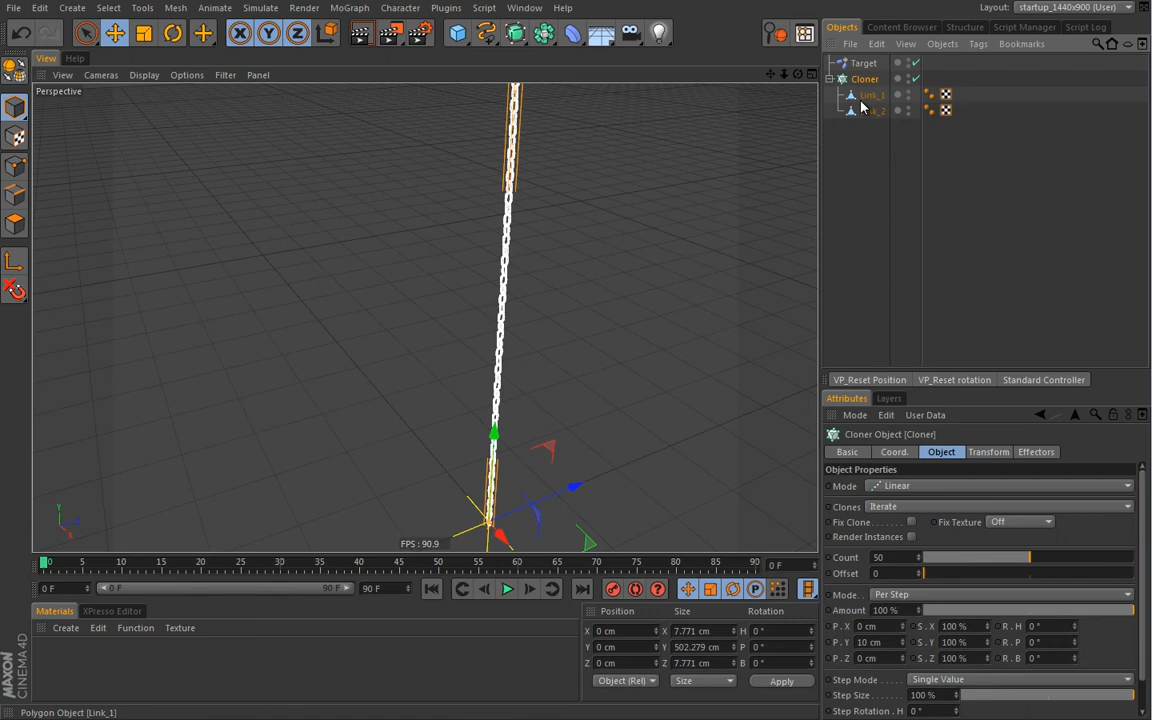 File Edit Create Select Tools Mesh Animate Simulate Render MoGraph Character Plugins Script Window Help Layout: startup_1440x900 (User)
X Y Z
Objects Content Browser Structure Script Manager Script Log
File Edit View Objects Tags Bookmarks
View Help
View Cameras Display Options Filter Panel
Perspective
Target
Cloner
Link_1
VP_Reset Position VP_Reset rotation Standard Controller
Attributes Layers
Mode Edit User Data
Cloner Object [Cloner]
Basic Coord. Object Transform Effectors
Object Properties
Mode Linear
Clones Iterate
Fix Clone Fix Texture Off
Render Instances
Count 50
Offset 0
Mode Per Step
Amount 100 %
P . X 0 cm S . X 100 % R . H 0 °
P . Y 10 cm S . Y 100 % R . P 0 °
P . Z 0 cm S . Z 100 % R . B 0 °
Step Mode Single Value
Step Size 100 %
Step Rotation . H 0 °
Y
Z
X
FPS : 90.9
0 5 10 15 20 25 30 35 40 45 50 55 60 65 70 75 80 85 90 0 F
0 F 0 F 90 F 90 F
Materials XPresso Editor
Create Edit Function Texture
Position Size Rotation
X 0 cm X 7.771 cm H 0 °
Y 0 cm Y 502.279 cm P 0 °
Z 0 cm Z 7.771 cm B 0 °
Object (Rel) Size Apply
MAXON CINEMA 4D
Polygon Object [Link_1]